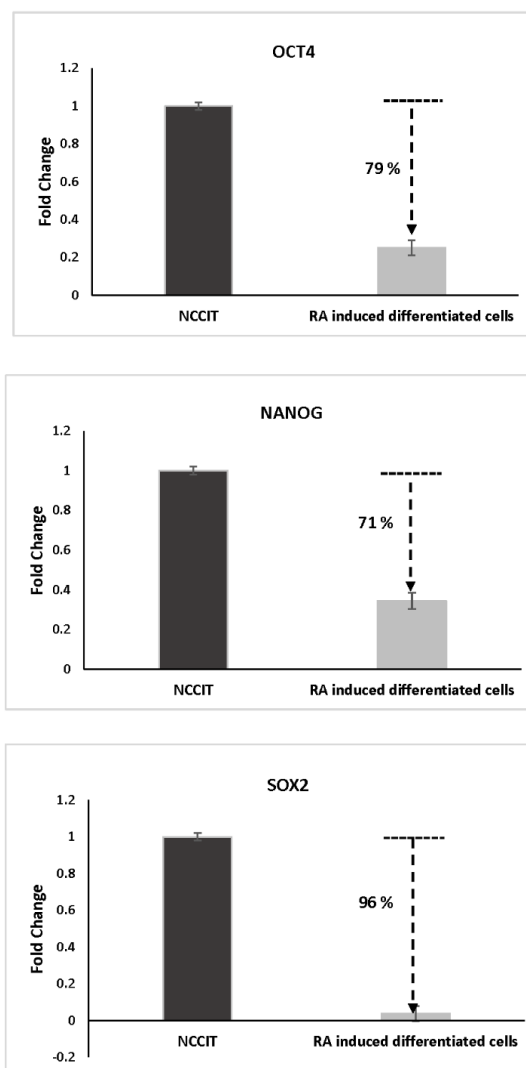 OCT4
1.2
1
0.8
0.6
0.4
0.2
0
Fold Change
79 %
NCCIT RA induced differentiated cells
NANOG
1.2
1
0.8
0.6
0.4
0.2
0
Fold Change
71 %
NCCIT RA induced differentiated cells
SOX2
1.2
1
0.8
0.6
0.4
0.2
0
-0.2
Fold Change
96 %
NCCIT RA induced differentiated cells